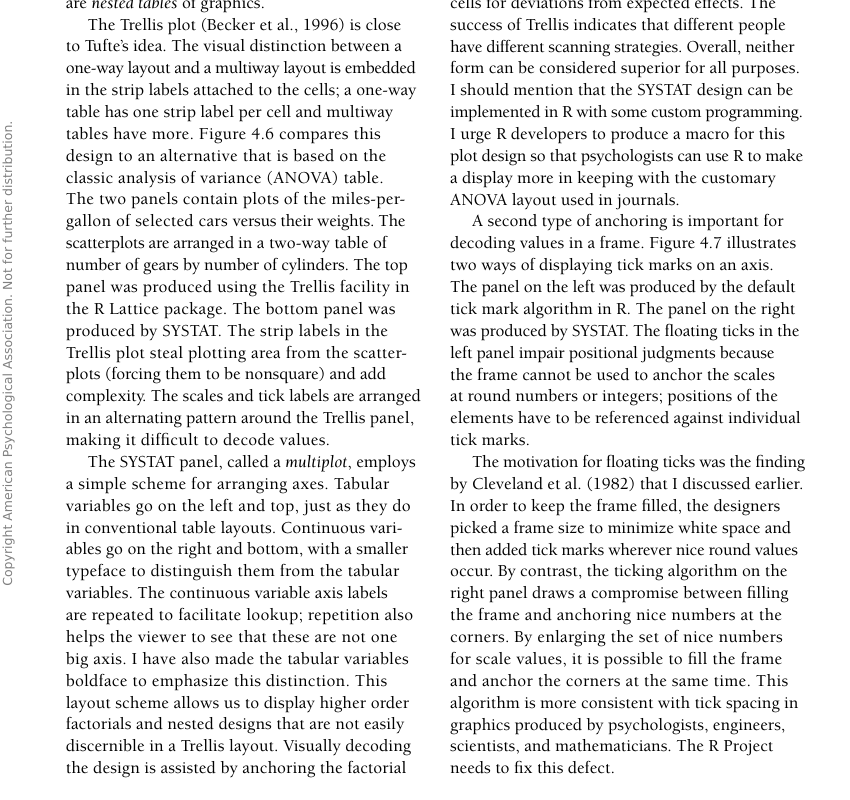 are nested tables of graphics.
The Trellis plot (Becker et al., 1996) is close
to Tufte's idea. The visual distinction between a
one-way layout and a multiway layout is embedded
in the strip labels attached to the cells; a one-way
table has one strip label per cell and multiway
tables have more. Figure 4.6 compares this
design to an alternative that is based on the
classic analysis of variance (ANOVA) table.
The two panels contain plots of the miles-per-
gallon of selected cars versus their weights. The
scatterplots are arranged in a two-way table of
number of gears by number of cylinders. The top
panel was produced using the Trellis facility in
the R Lattice package. The bottom panel was
produced by SYSTAT. The strip labels in the
Trellis plot steal plotting area from the scatter-
plots (forcing them to be nonsquare) and add
complexity. The scales and tick labels are arranged
in an alternating pattern around the Trellis panel,
making it difficult to decode values.
The SYSTAT panel, called a multiplot, employs
a simple scheme for arranging axes. Tabular
variables go on the left and top, just as they do
in conventional table layouts. Continuous vari-
ables go on the right and bottom, with a smaller
typeface to distinguish them from the tabular
variables. The continuous variable axis labels
are repeated to facilitate lookup; repetition also
helps the viewer to see that these are not one
big axis. I have also made the tabular variables
boldface to emphasize this distinction. This
layout scheme allows us to display higher order
factorials and nested designs that are not easily
discernible in a Trellis layout. Visually decoding
the design is assisted by anchoring the factorial
cells for deviations from expected effects. The
success of Trellis indicates that different people
have different scanning strategies. Overall, neither
form can be considered superior for all purposes.
I should mention that the SYSTAT design can be
implemented in R with some custom programming.
I urge R developers to produce a macro for this
plot design so that psychologists can use R to make
a display more in keeping with the customary
ANOVA layout used in journals.
A second type of anchoring is important for
decoding values in a frame. Figure 4.7 illustrates
two ways of displaying tick marks on an axis.
The panel on the left was produced by the default
tick mark algorithm in R. The panel on the right
was produced by SYSTAT. The floating ticks in the
left panel impair positional judgments because
the frame cannot be used to anchor the scales
at round numbers or integers; positions of the
elements have to be referenced against individual
tick marks.
The motivation for floating ticks was the finding
by Cleveland et al. (1982) that I discussed earlier.
In order to keep the frame filled, the designers
picked a frame size to minimize white space and
then added tick marks wherever nice round values
occur. By contrast, the ticking algorithm on the
right panel draws a compromise between filling
the frame and anchoring nice numbers at the
corners. By enlarging the set of nice numbers
for scale values, it is possible to fill the frame
and anchor the corners at the same time. This
algorithm is more consistent with tick spacing in
graphics produced by psychologists, engineers,
scientists, and mathematicians. The R Project
needs to fix this defect.
Copyright American Psychological Association. Not for further distribution.